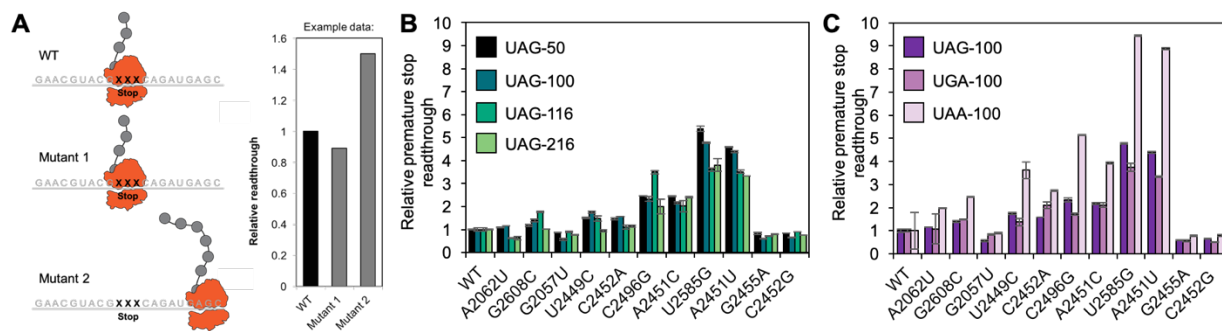 A
WT
GAACGUACGXXXCAGAUGAGC
Stop
Mutant 1
GAACGUACGXXXCAGAUGAGC
Stop
Mutant 2
GAACGUACGXXXCAGAUGAGC
Stop
Example data:
Relative readthrough
1.6
1.4
1.2
1
0.8
0.6
0.4
0.2
0
WT
Mutant 1
Mutant 2
B
Relative premature stop
readthrough
10
9
8
7
6
5
4
3
2
1
0
UAG-50
UAG-100
UAG-116
UAG-216
WT
A2062U
G2608C
G2057U
U2449C
C2452A
C2496G
A2451C
U2585G
A2451U
G2455A
C2452G
C
Relative premature stop
readthrough
10
9
8
7
6
5
4
3
2
1
0
UAG-100
UGA-100
UAA-100
WT
A2062U
G2608C
G2057U
U2449C
C2452A
C2496G
A2451C
U2585G
A2451U
G2455A
C2452G